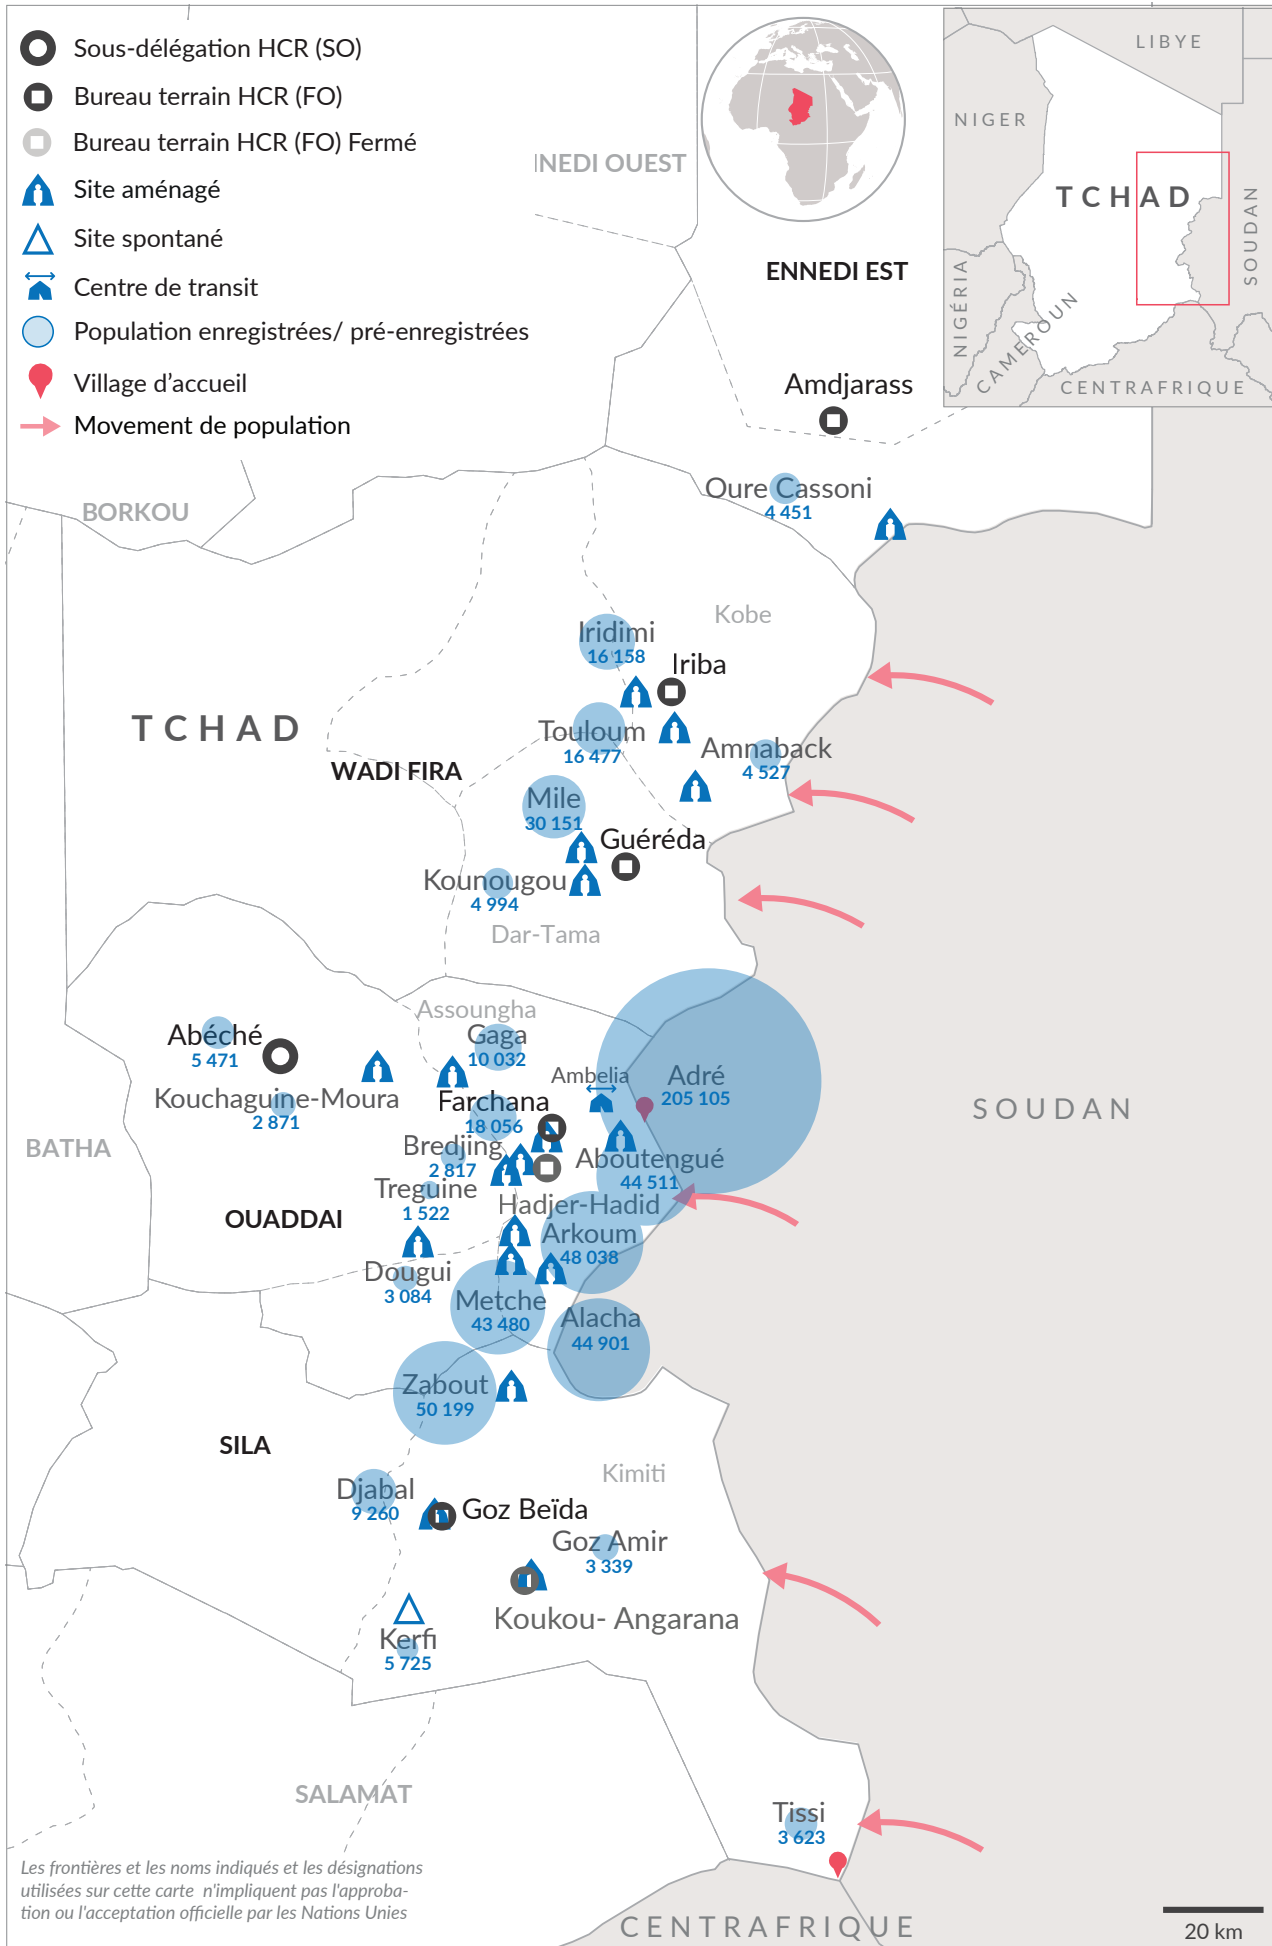 Sous-délégation HCR (SO)
Bureau terrain HCR (FO)
Bureau terrain HCR (FO) Fermé
Site aménagé
Site spontané
Centre de transit
Population enregistrées/ pré-enregistrées
Village d'accueil
Movement de population
LIBYE
NIGER
TCHAD
SOUDAN
NIGÉRIA
CAMEROUN
CENTRAFRIQUE
NNEDI OUEST
ENNEDI EST
Amdjarass
Oure Cassoni
4 451
BORKOU
Kobe
Iridimi
16 158
Iriba
TCHAD
Touloum
16 477
Amnaback
4 527
WADI FIRA
Mile
30 151
Guéréda
Kounougou
4 994
Dar-Tama
Assoungha
Abéché
5 471
Gaga
10 032
Ambelia
Adré
205 105
Kouchaguine-Moura
2 871
Farchana
18 056
SOUDAN
BATHA
Bredjing
2 817
Aboutengué
44 511
Treguine
1 522
Hadjer-Hadid
OUADDAI
Arkoum
48 038
Dougui
3 084
Metche
43 480
Alacha
44 901
Zabout
50 199
SILA
Kimiti
Djabal
9 260
Goz Beïda
Goz Amir
3 339
Koukou- Angarana
Kerfi
5 725
SALAMAT
Tissi
3 623
Les frontières et les noms indiqués et les désignations
utilisées sur cette carte n'impliquent pas l'approba-
tion ou l'acceptation officielle par les Nations Unies
CENTRAFRIQUE
20 km